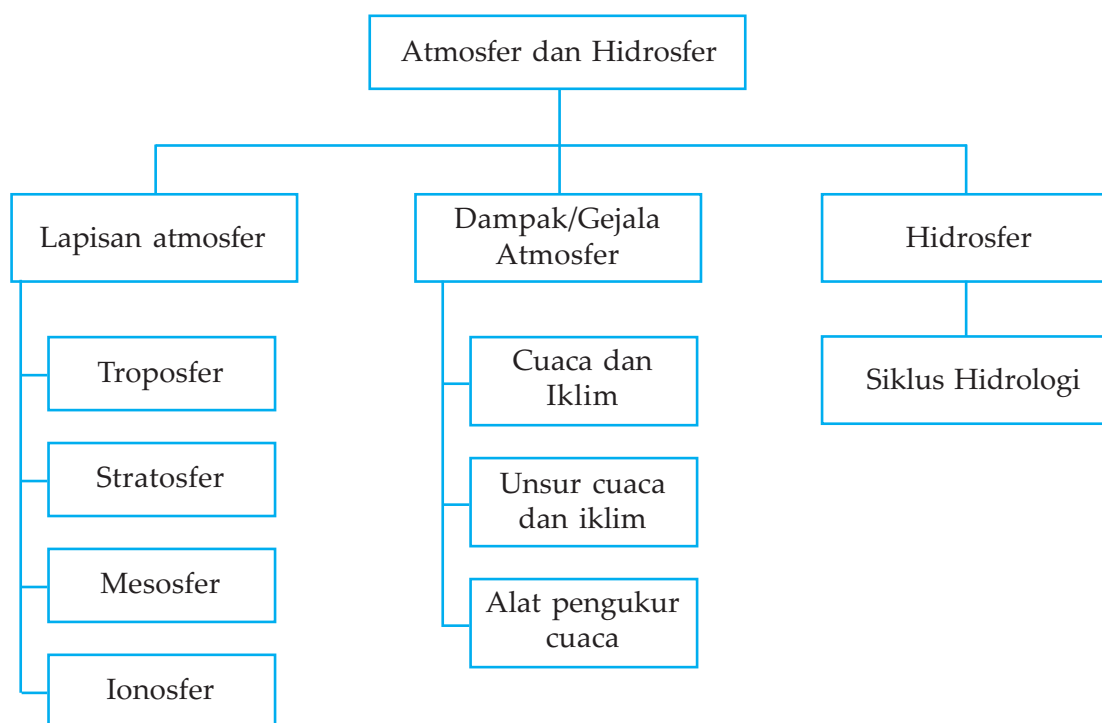 Atmosfer dan Hidrosfer
Lapisan atmosfer
Troposfer
Stratosfer
Mesosfer
Ionosfer
Dampak/Gejala
Atmosfer
Cuaca dan
Iklim
Unsur cuaca
dan iklim
Alat pengukur
cuaca
Hidrosfer
Siklus Hidrologi